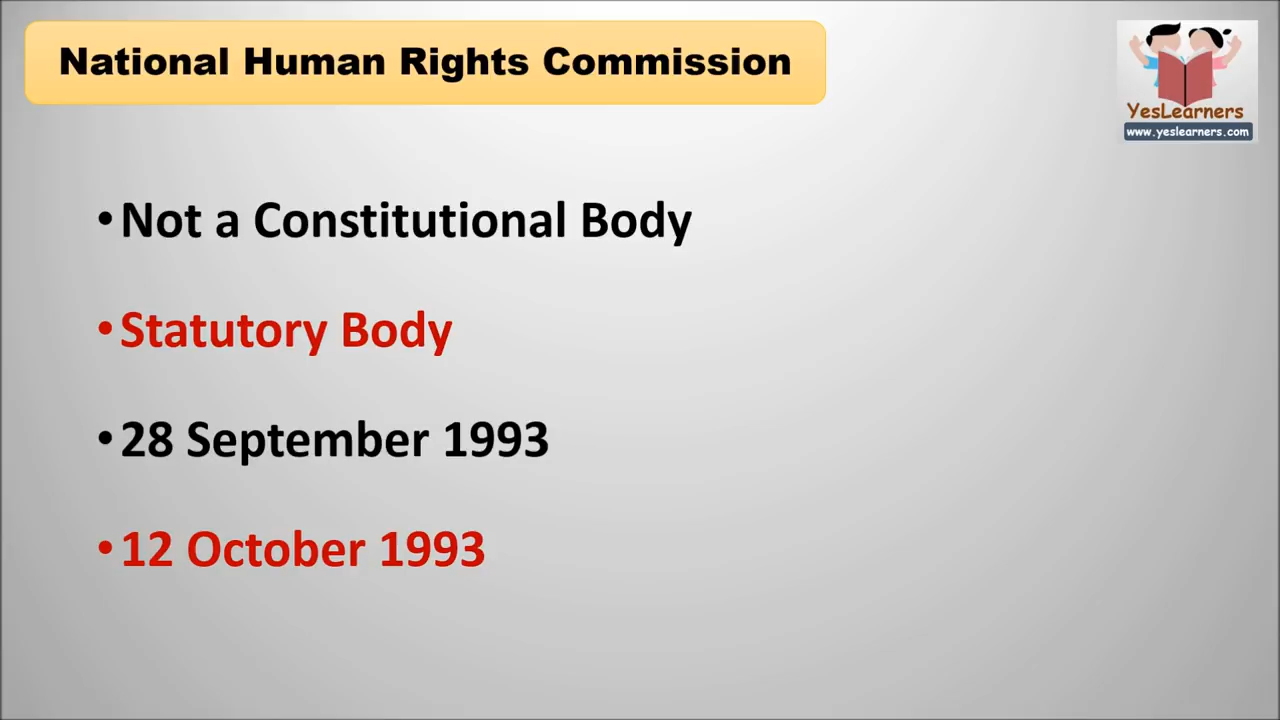 National Human Rights Commission
YesLearners
www.yeslearners.com
•Not a Constitutional Body
•Statutory Body
•28 September 1993
•12 October 1993